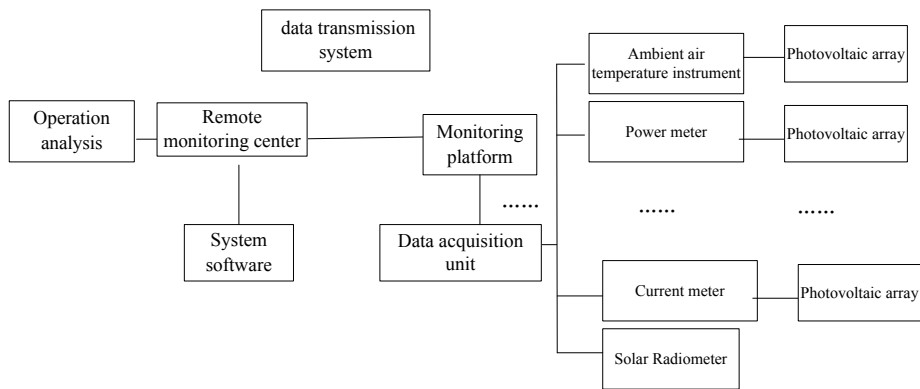 data transmission
system
Ambient air
temperature instrument
Photovoltaic array
Operation
analysis
Remote
monitoring center
Monitoring
platform
Power meter
Photovoltaic array
……
……
……
System
software
Data acquisition
unit
Current meter
Photovoltaic array
Solar Radiometer